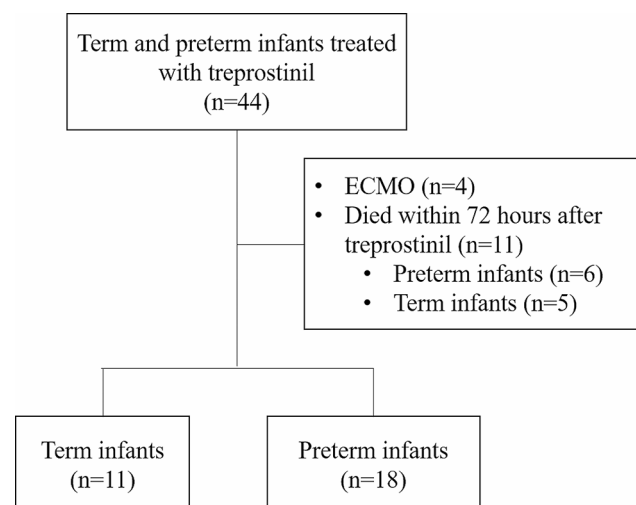 Term and preterm infants treated
with treprostinil
(n=44)
• ECMO (n=4)
• Died within 72 hours after
treprostinil (n=11)
• Preterm infants (n=6)
• Term infants (n=5)
Term infants
(n=11)
Preterm infants
(n=18)